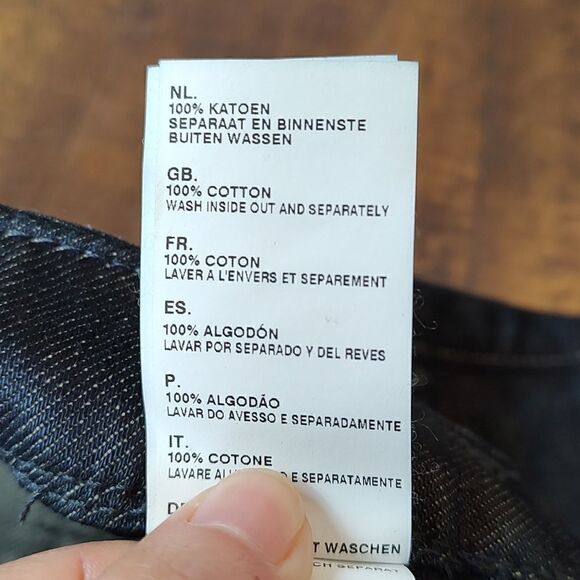 NL.
100% KATOEN
SEPARAAT EN BINNENSTE
BUITEN WASSEN
GB.
100% COTTON
WASH INSIDE OUT AND SEPARATELY
FR.
100% COTON
LAVER A L'ENVERS ET SEPAREMENT
ES.
100% ALGODÓN
LAVAR POR SEPARADO Y DEL REVES
P.
100% ALGODÃO
LAVAR DO AVESSO E SEPARADAMENTE
IT.
100% COTONE
LAVARE E SEPARATAMENTE
WASCHEN